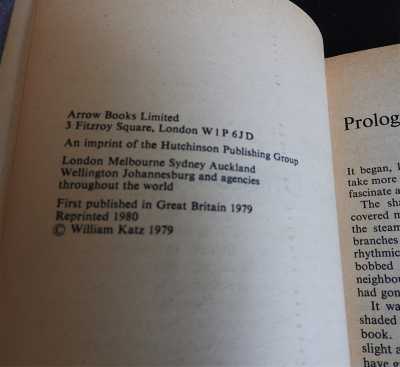 Arrow Books Limited
3 Fitzroy Square, London W1P 6JD
An imprint of the Hutchinson Publishing Group
London Melbourne Sydney Auckland
Wellington Johannesburg and agencies
throughout the world
First published in Great Britain 1979
Reprinted 1980
© William Katz 1979
Prolog
It began,
take more
fascinate a
The sha
covered m
the steam
branches
rhythmic
bobbed
neighbou
had gon
It wa
shaded
book.
slight a
have g